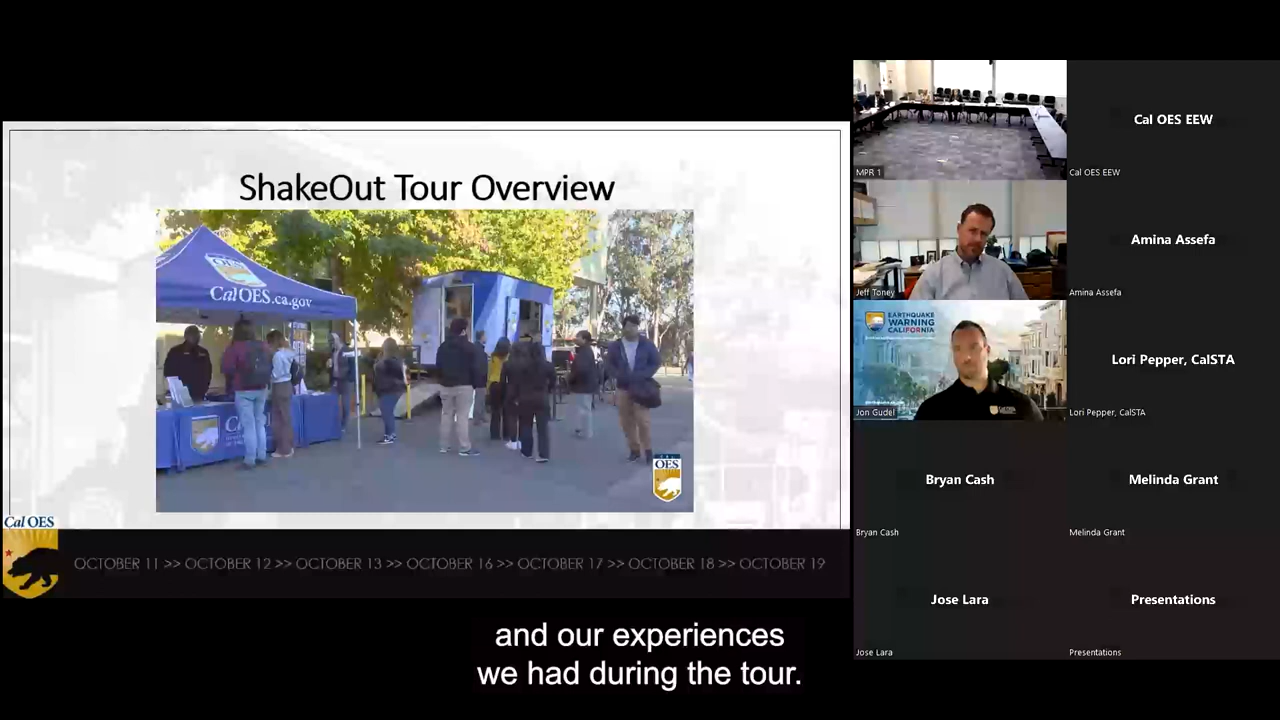 ShakeOut Tour Overview
OES
CalOES.ca.gov
OES
Cal OES
OCTOBER 11 >> OCTOBER 12 >> OCTOBER 13 >> OCTOBER 16 >> OCTOBER 17 >> OCTOBER 18 >> OCTOBER 19
and our experiences
we had during the tour.
MPR 1
Cal OES EEW
Cal OES EEW
Jeff Toney
Amina Assefa
Amina Assefa
EARTHQUAKE
WARNING
CALIFORNIA
Jon Gudel
Lori Pepper, CalSTA
Lori Pepper, CalSTA
Bryan Cash
Bryan Cash
Melinda Grant
Melinda Grant
Jose Lara
Jose Lara
Presentations
Presentations